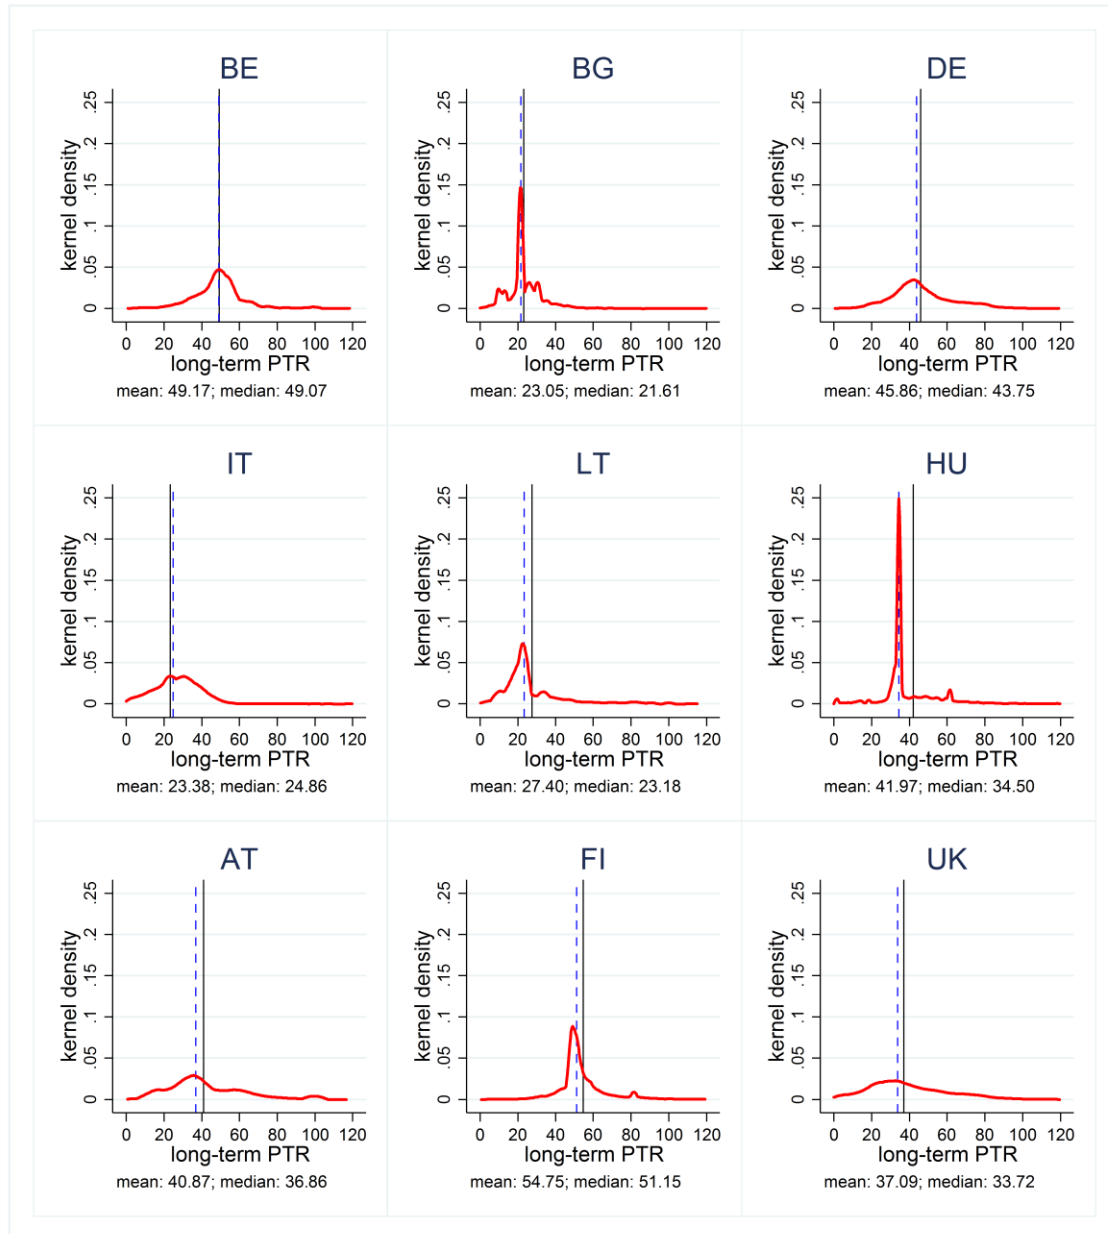 BE
.25
.2
.15
.1
.05
0
kernel density
0 20 40 60 80 100 120
long-term PTR
mean: 49.17; median: 49.07
BG
.25
.2
.15
.1
.05
0
kernel density
0 20 40 60 80 100 120
long-term PTR
mean: 23.05; median: 21.61
DE
.25
.2
.15
.1
.05
0
kernel density
0 20 40 60 80 100 120
long-term PTR
mean: 45.86; median: 43.75
IT
.25
.2
.15
.1
.05
0
kernel density
0 20 40 60 80 100 120
long-term PTR
mean: 23.38; median: 24.86
LT
.25
.2
.15
.1
.05
0
kernel density
0 20 40 60 80 100 120
long-term PTR
mean: 27.40; median: 23.18
HU
.25
.2
.15
.1
.05
0
kernel density
0 20 40 60 80 100 120
long-term PTR
mean: 41.97; median: 34.50
AT
.25
.2
.15
.1
.05
0
kernel density
0 20 40 60 80 100 120
long-term PTR
mean: 40.87; median: 36.86
FI
.25
.2
.15
.1
.05
0
kernel density
0 20 40 60 80 100 120
long-term PTR
mean: 54.75; median: 51.15
UK
.25
.2
.15
.1
.05
0
kernel density
0 20 40 60 80 100 120
long-term PTR
mean: 37.09; median: 33.72